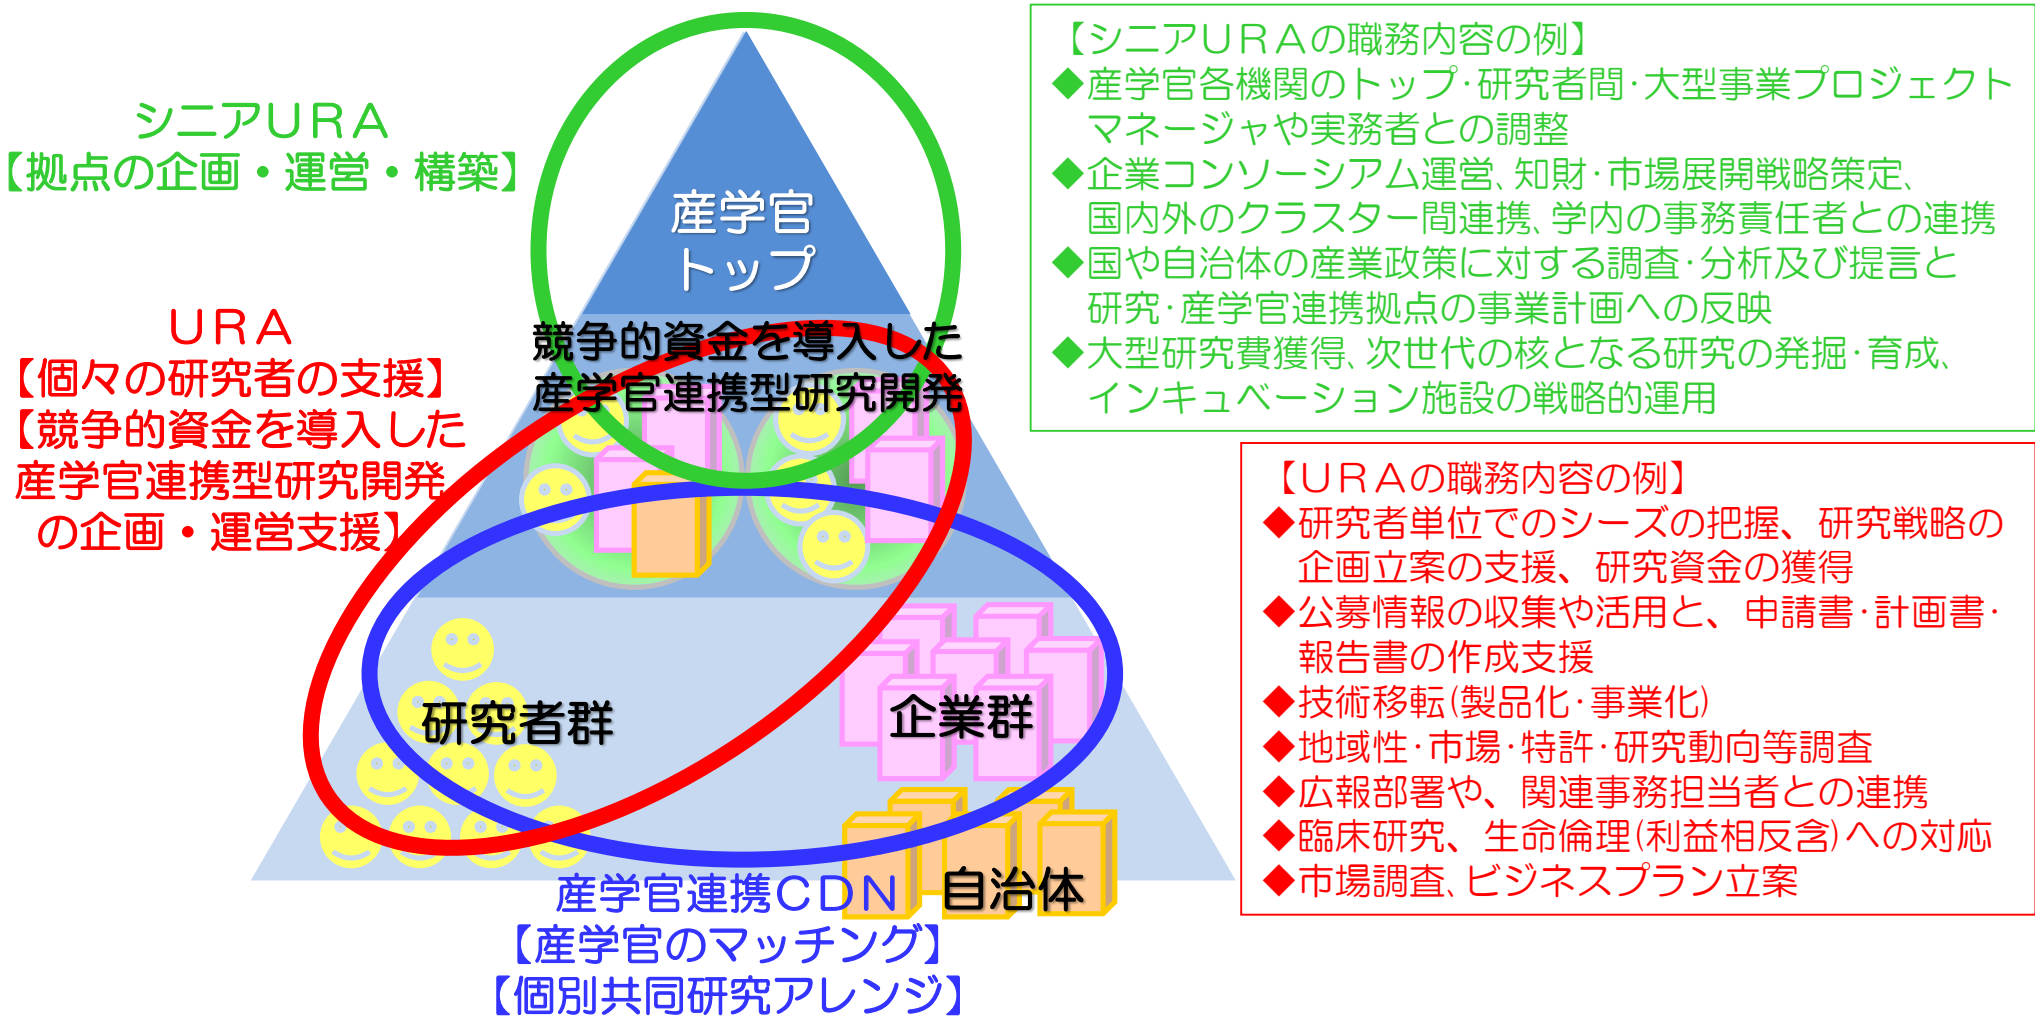 シニアＵＲＡ
【拠点の企画・運営・構築】
ＵＲＡ
【個々の研究者の支援】
【競争的資金を導入した
産学官連携型研究開発
の企画・運営支援】
産学官
トップ
競争的資金を導入した
産学官連携型研究開発
研究者群
企業群
自治体
産学官連携ＣＤＮ
【産学官のマッチング】
【個別共同研究アレンジ】
【シニアＵＲＡの職務内容の例】
◆産学官各機関のトップ･研究者間･大型事業プロジェクト
マネージャや実務者との調整
◆企業コンソーシアム運営､知財･市場展開戦略策定､
国内外のクラスター間連携､学内の事務責任者との連携
◆国や自治体の産業政策に対する調査･分析及び提言と
研究･産学官連携拠点の事業計画への反映
◆大型研究費獲得､次世代の核となる研究の発掘･育成､
インキュベーション施設の戦略的運用
【ＵＲＡの職務内容の例】
◆研究者単位でのシーズの把握、研究戦略の
企画立案の支援、研究資金の獲得
◆公募情報の収集や活用と、申請書･計画書･
報告書の作成支援
◆技術移転(製品化･事業化)
◆地域性･市場･特許･研究動向等調査
◆広報部署や、関連事務担当者との連携
◆臨床研究、生命倫理(利益相反含)への対応
◆市場調査､ビジネスプラン立案